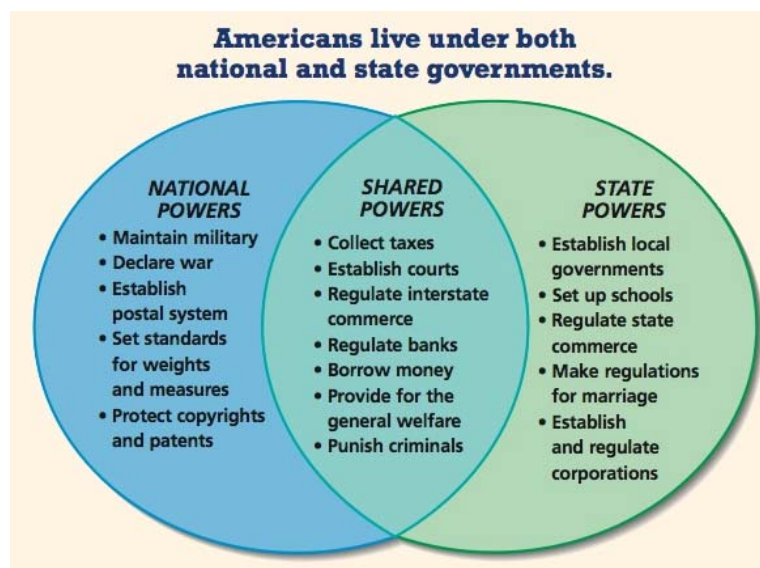 Americans live under both
national and state governments.
NATIONAL
POWERS
• Maintain military
• Declare war
• Establish
postal system
• Set standards
for weights
and measures
• Protect copyrights
and patents
SHARED
POWERS
• Collect taxes
• Establish courts
• Regulate interstate
commerce
• Regulate banks
• Borrow money
• Provide for the
general welfare
• Punish criminals
STATE
POWERS
• Establish local
governments
• Set up schools
• Regulate state
commerce
• Make regulations
for marriage
• Establish
and regulate
corporations